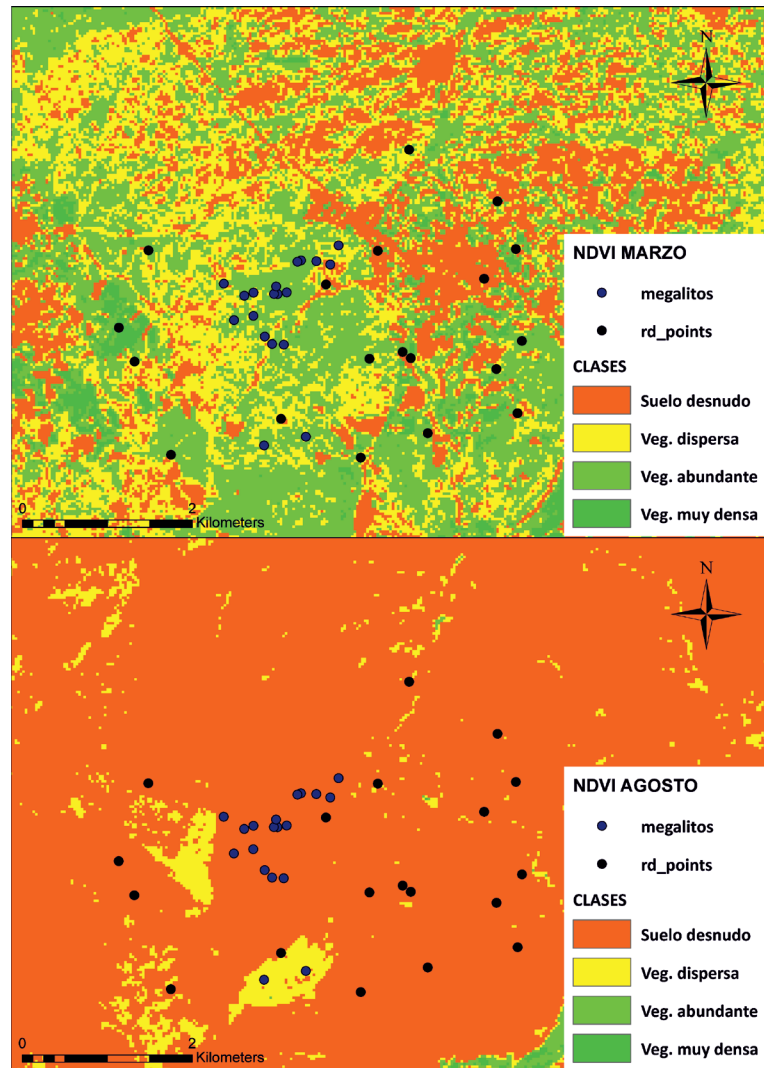 N
NDVI MARZO
megalitos
rd_points
CLASES
Suelo desnudo
Veg. dispersa
Veg. abundante
Veg. muy densa
0 2
Kilometers
N
NDVI AGOSTO
megalitos
rd_points
CLASES
Suelo desnudo
Veg. dispersa
Veg. abundante
Veg. muy densa
0 2
Kilometers